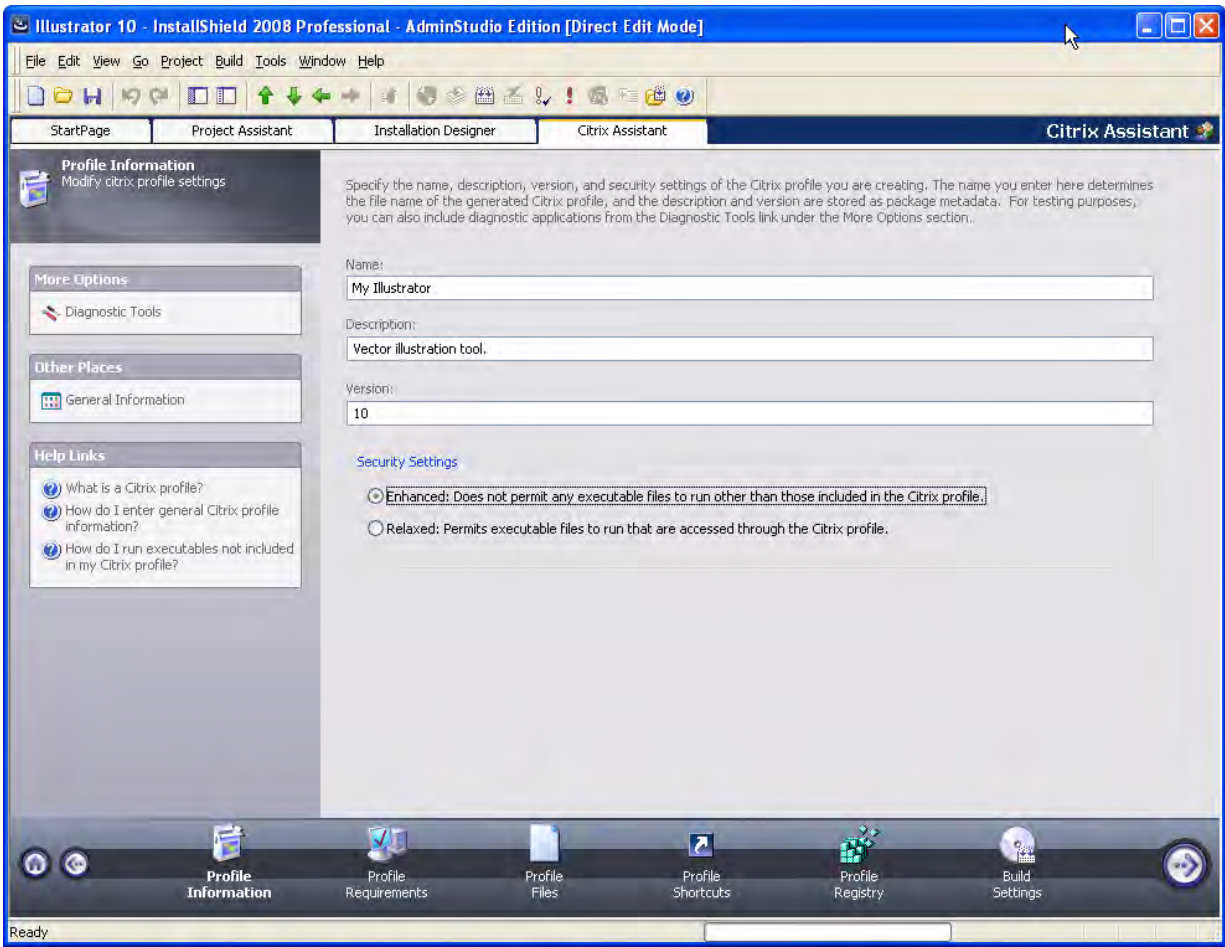 Illustrator 10 - InstallShield 2008 Professional - AdminStudio Edition [Direct Edit Mode]
File Edit View Go Project Build Tools Window Help
StartPage Project Assistant Installation Designer Citrix Assistant Citrix Assistant
Profile Information
Modify citrix profile settings
More Options
Diagnostic Tools
Other Places
General Information
Help Links
What is a Citrix profile?
How do I enter general Citrix profile
information?
How do I run executables not included
in my Citrix profile?
Specify the name, description, version, and security settings of the Citrix profile you are creating. The name you enter here determines
the file name of the generated Citrix profile, and the description and version are stored as package metadata. For testing purposes,
you can also include diagnostic applications from the Diagnostic Tools link under the More Options section.
Name:
My Illustrator
Description:
Vector illustration tool.
Version:
10
Security Settings
Enhanced: Does not permit any executable files to run other than those included in the Citrix profile.
Relaxed: Permits executable files to run that are accessed through the Citrix profile.
Profile
Information
Profile
Requirements
Profile
Files
Profile
Shortcuts
Profile
Registry
Build
Settings
Ready